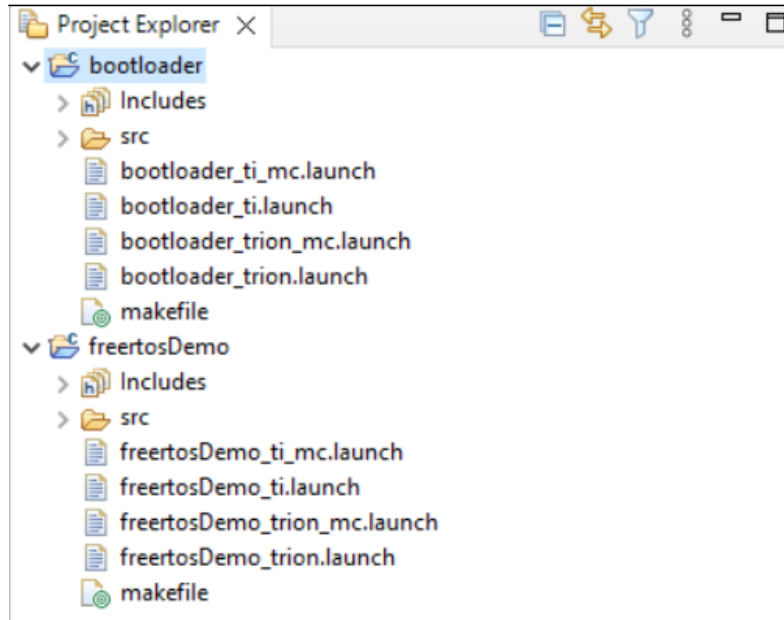 Project Explorer
bootloader
Includes
src
bootloader_ti_mc.launch
bootloader_ti.launch
bootloader_trion_mc.launch
bootloader_trion.launch
makefile
freertosDemo
Includes
src
freertosDemo_ti_mc.launch
freertosDemo_ti.launch
freertosDemo_trion_mc.launch
freertosDemo_trion.launch
makefile